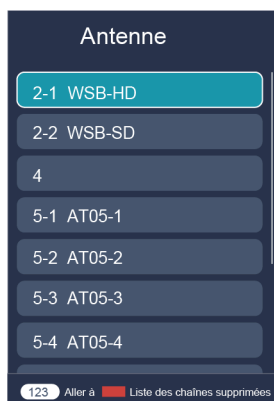 Antenne
2-1 WSB-HD
2-2 WSB-SD
4
5-1 AT05-1
5-2 AT05-2
5-3 AT05-3
5-4 AT05-4
123 Aller à Liste des chaînes supprimées